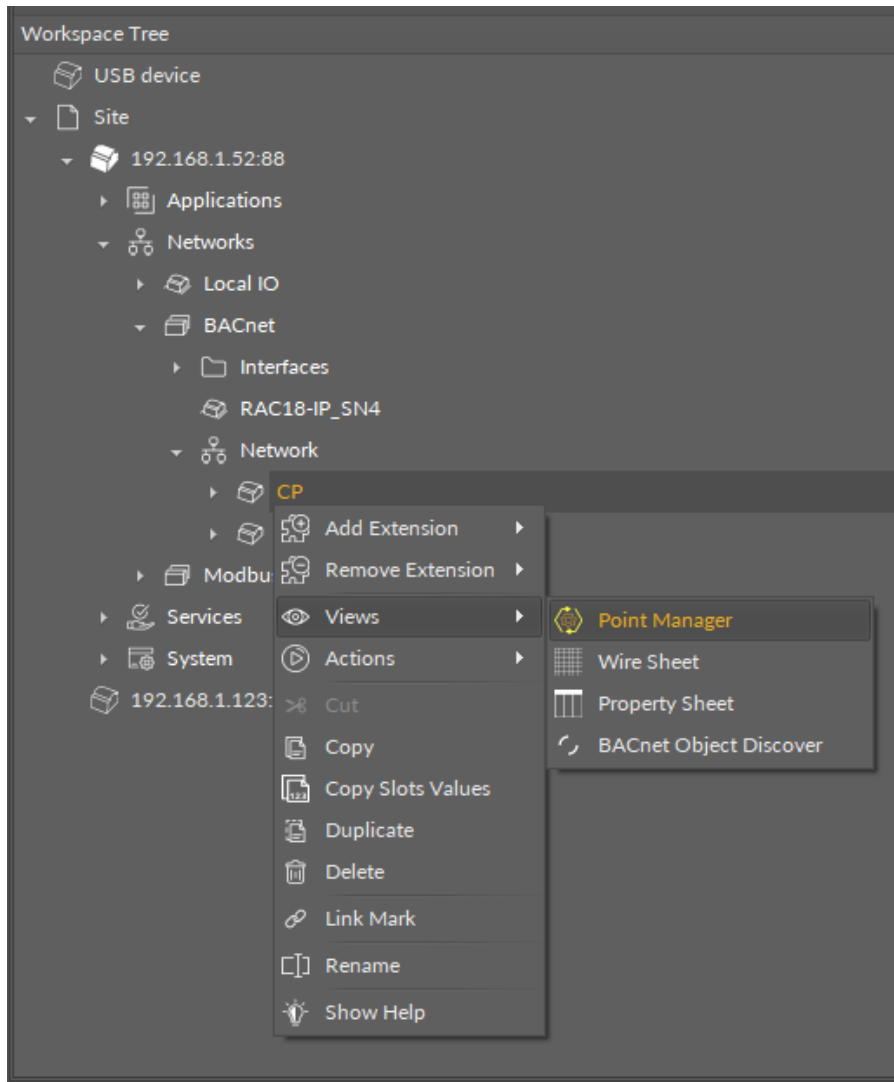 Workspace Tree
USB device
Site
192.168.1.52:88
Applications
Networks
Local IO
BACnet
Interfaces
RAC18-IP_SN4
Network
CP
Add Extension
Remove Extension
Modbu
Services
Views
Point Manager
System
Actions
Wire Sheet
192.168.1.123:
Cut
Property Sheet
Copy
BACnet Object Discover
Copy Slots Values
Duplicate
Delete
Link Mark
Rename
Show Help